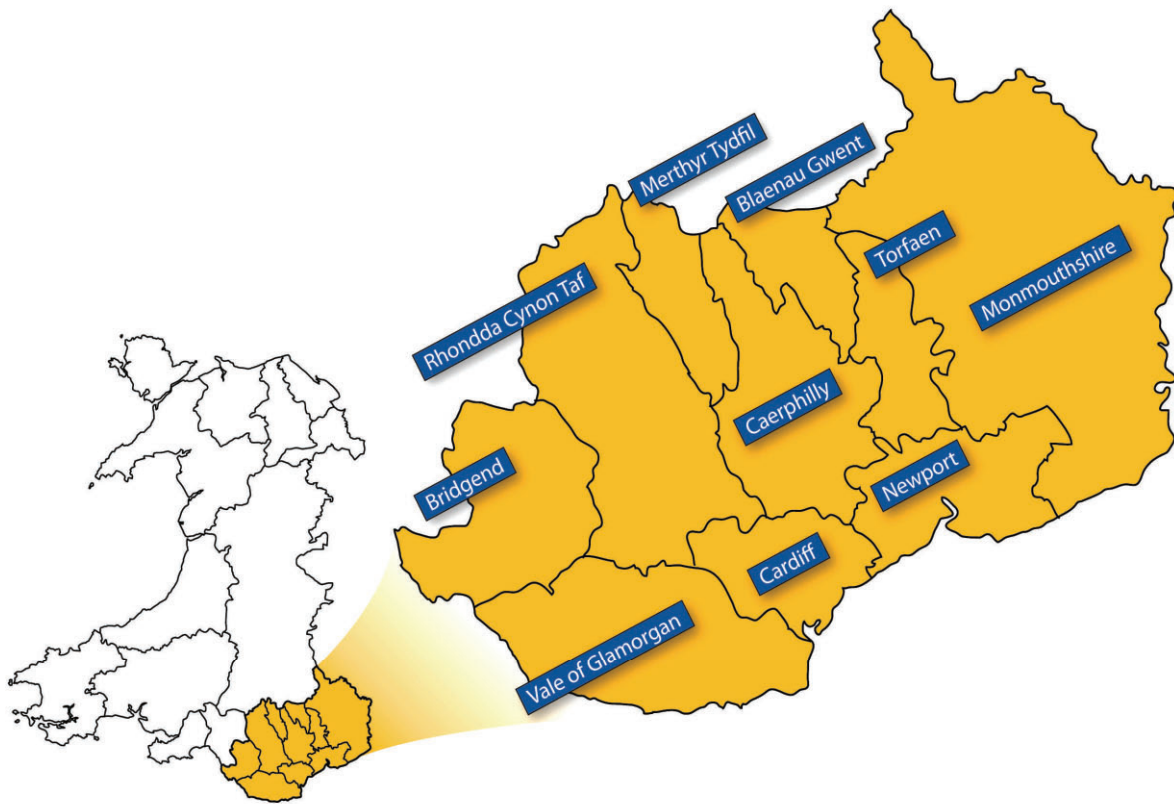 Merthyr Tydfil
Blaenau Gwent
Torfaen
Monmouthshire
Rhondda Cynon Taf
Caerphilly
Bridgend
Newport
Cardiff
Vale of Glamorgan